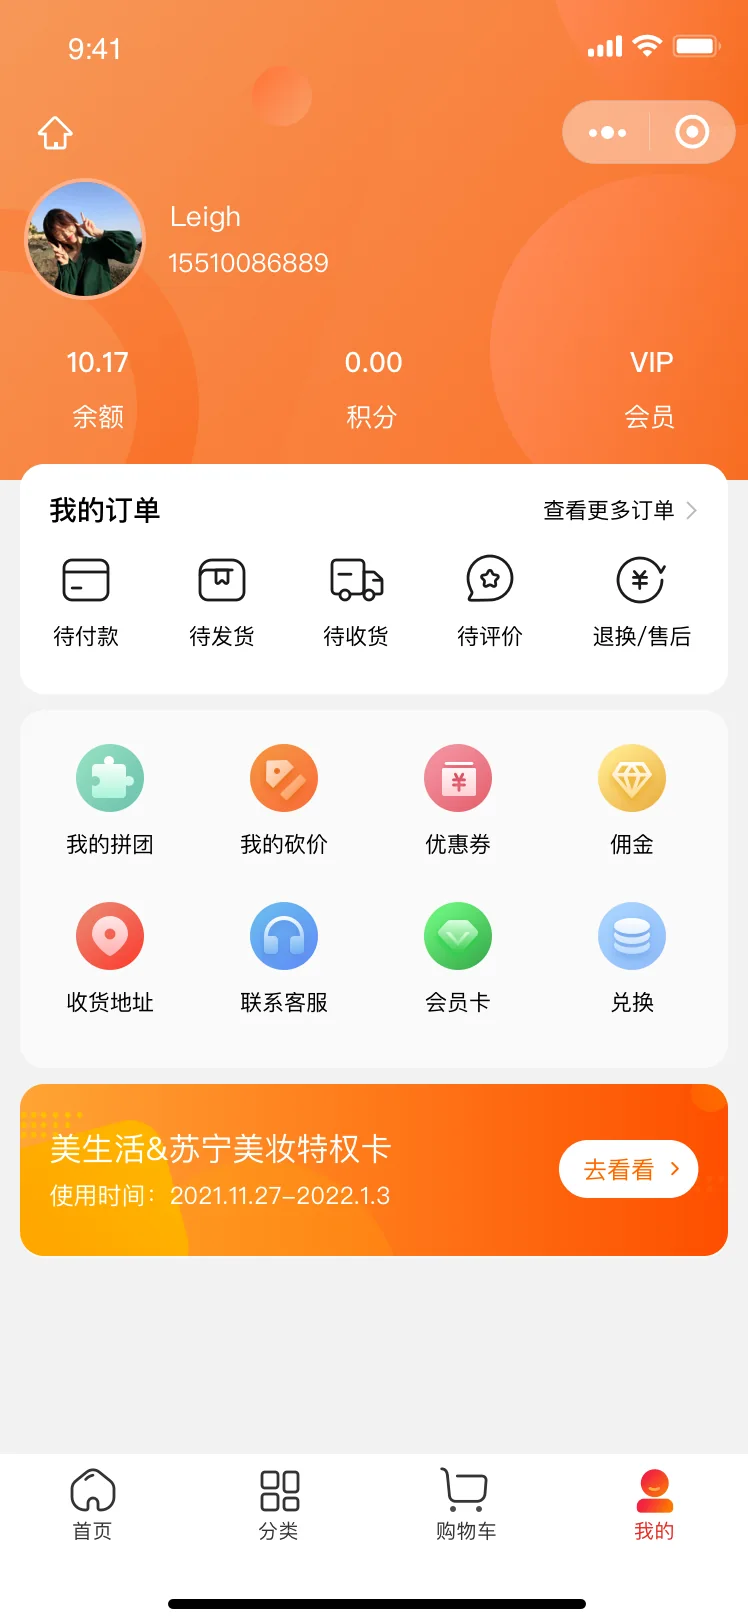 9:41
Leigh
15510086889
10.17 0.00 VIP
余额 积分 会员
我的订单 查看更多订单
待付款 待发货 待收货 待评价 退换/售后
我的拼团 我的砍价 优惠券 佣金
收货地址 联系客服 会员卡 兑换
美生活&苏宁美妆特权卡
使用时间：2021.11.27-2022.1.3
去看看
首页 分类 购物车 我的